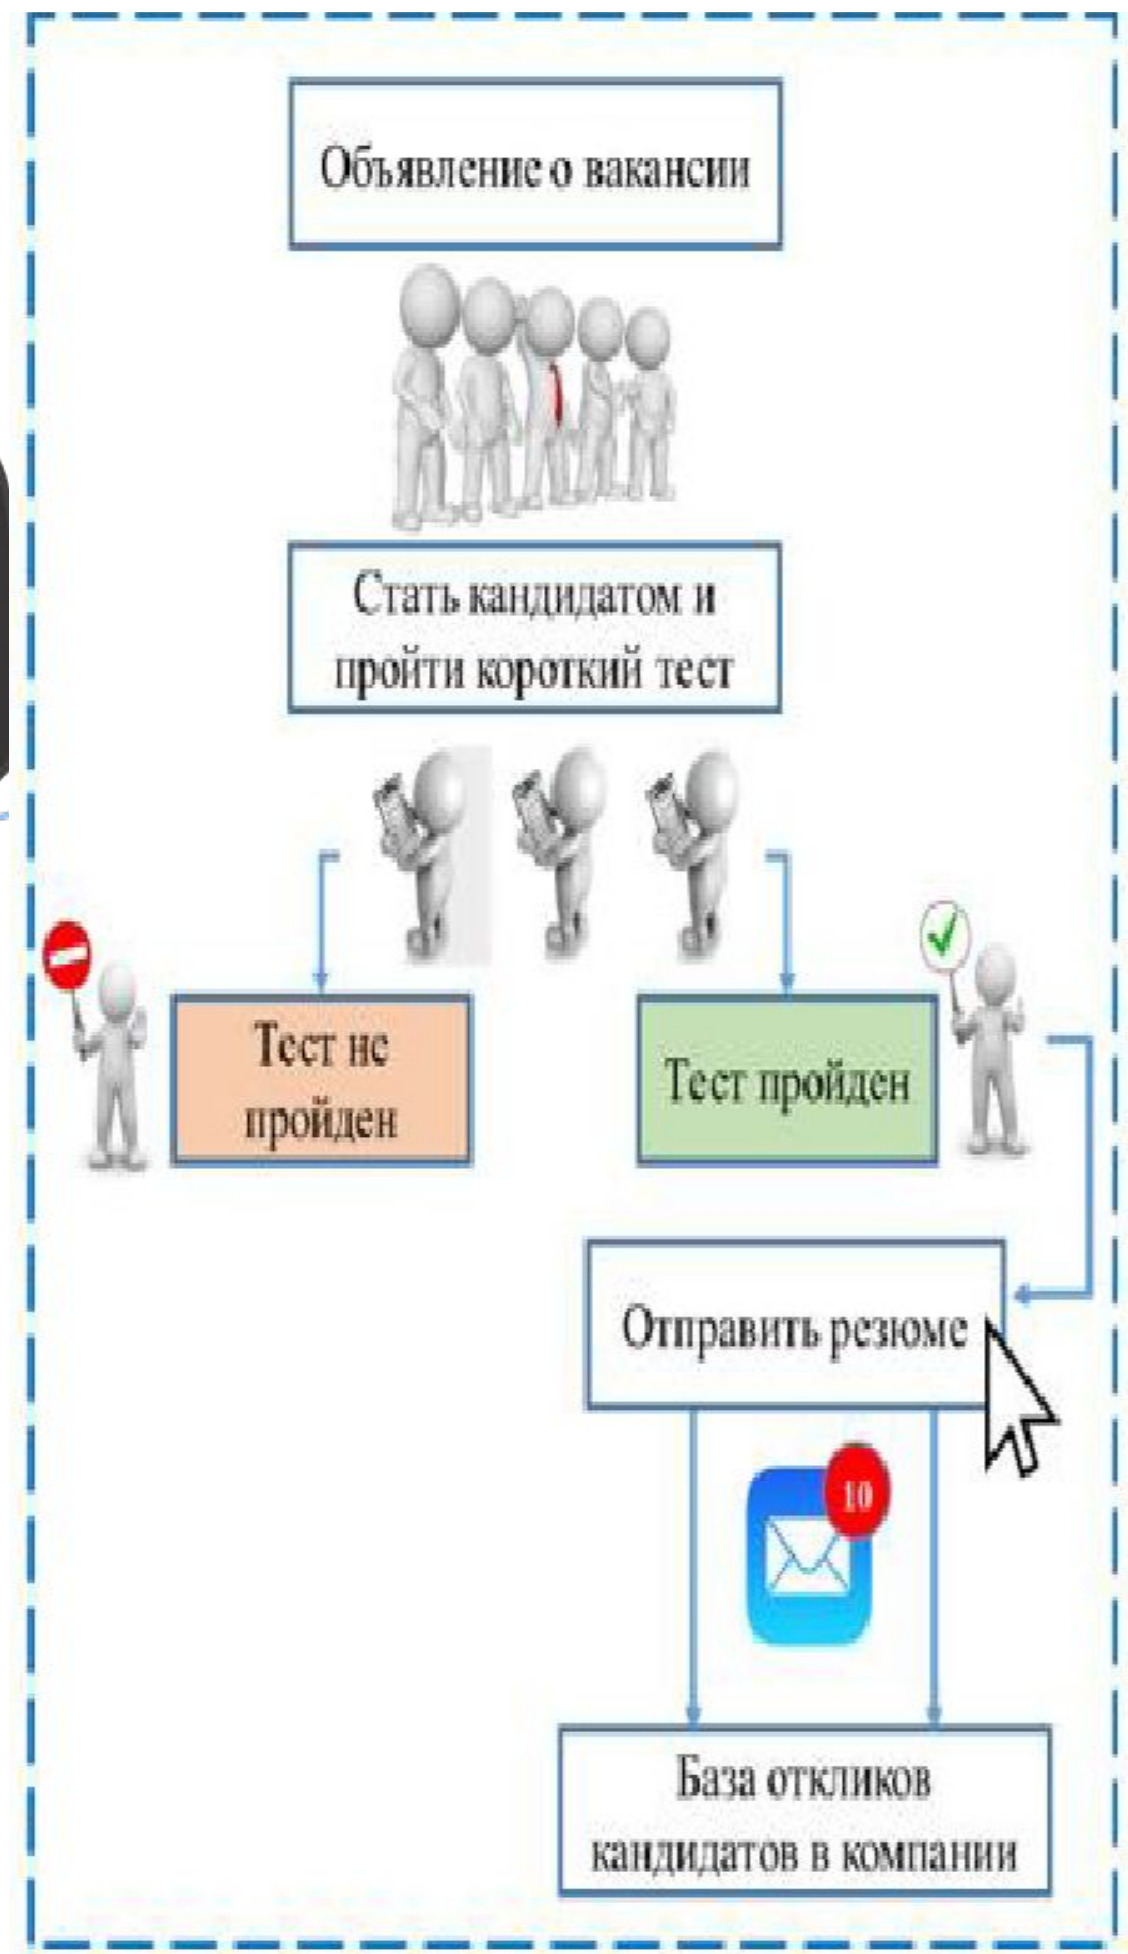 Объявление о вакансии
Стать кандидатом и
пройти короткий тест
Тест не
пройден
Тест пройден
Отправить резюме
10
База откликов
кандидатов в компании